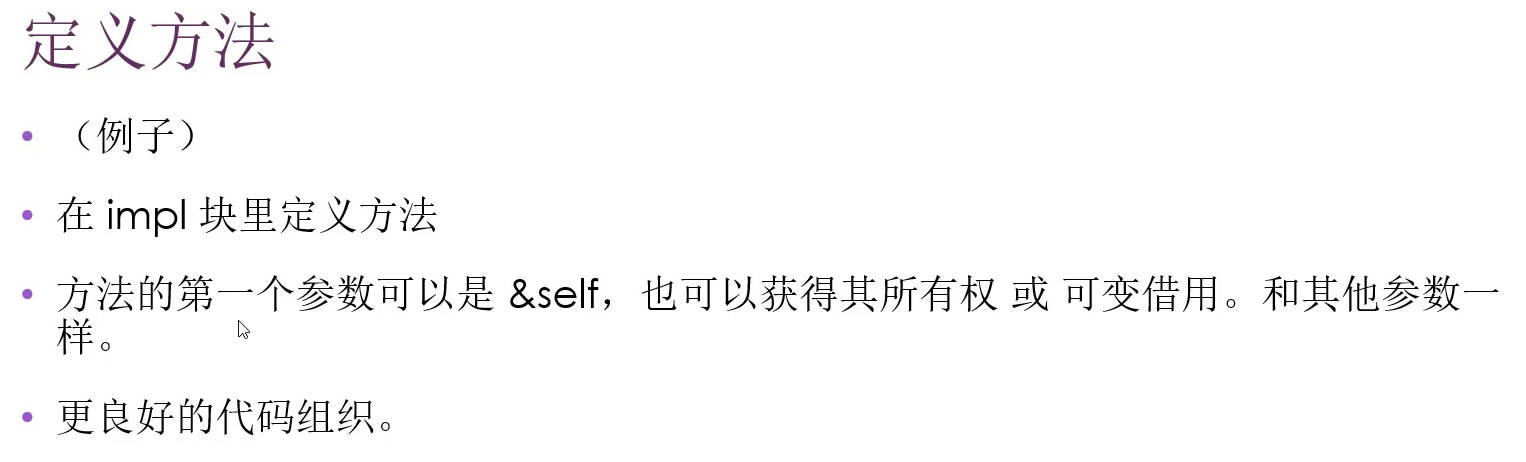 定义方法
• （例子）
• 在 impl 块里定义方法
• 方法的第一个参数可以是 &self，也可以获得其所有权 或 可变借用。和其他参数一
样。
• 更良好的代码组织。